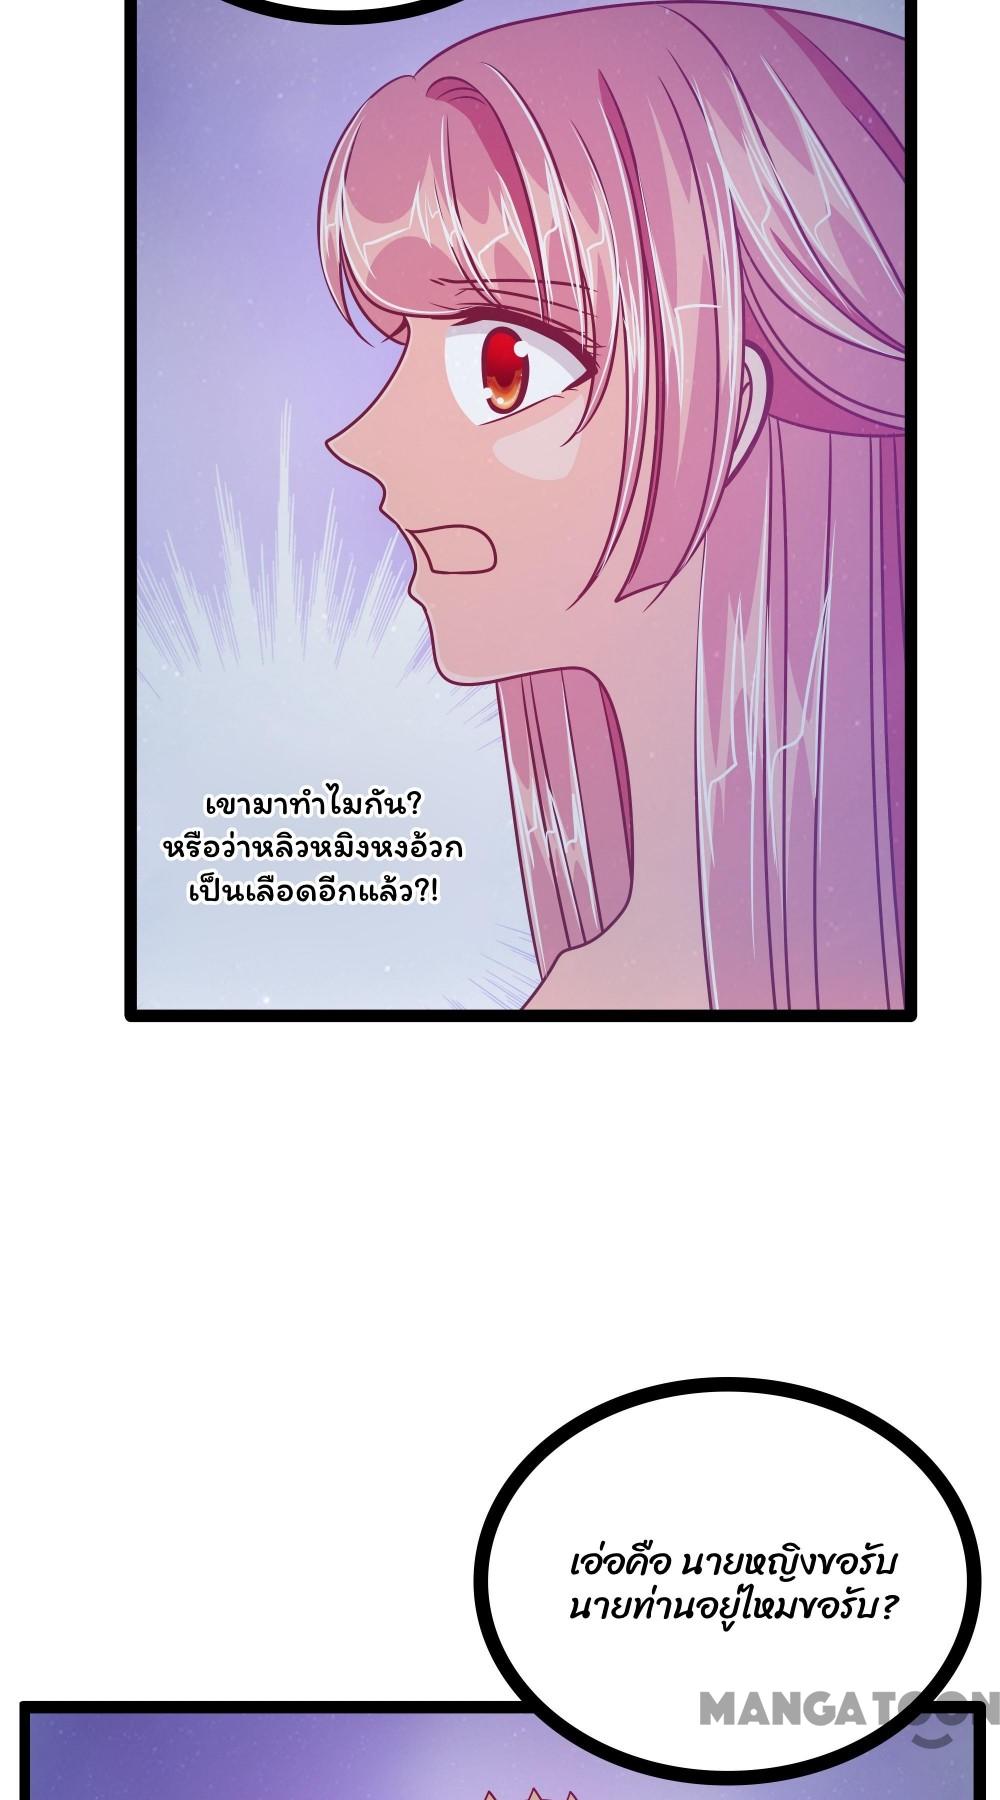 เขามาทำไมกัน?
หรือว่าหลิวหมิงหงอ้วก
เป็นเลือดอีกแล้ว?!
เอ่อคือ นายหญิงขอรับ
นายท่านอยู่ไหมขอรับ?
MANGATOON